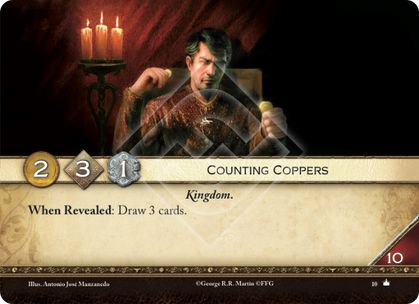 2 3 1 Counting Coppers
Kingdom.
When Revealed: Draw 3 cards.
10
Illus. Antonio José Manzanedo ©George R.R. Martin ©FFG 10